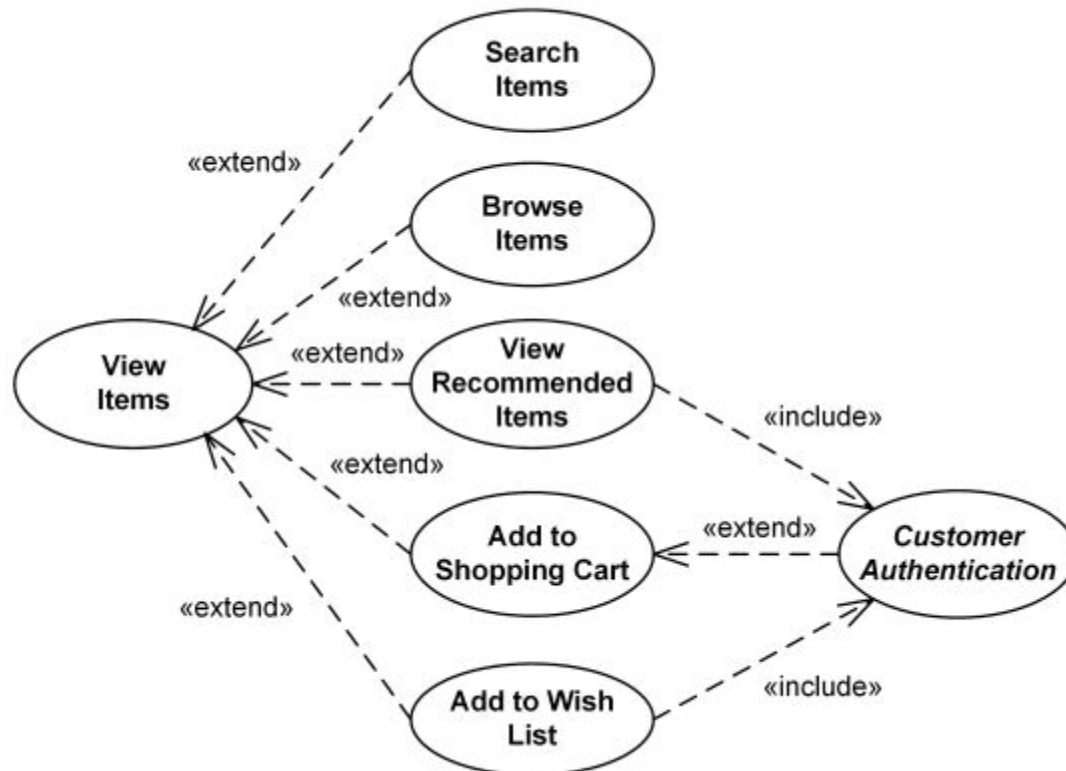 Search
Items
«extend»
Browse
Items
«extend»
View
Items
«extend»
View
Recommended
Items
«include»
«extend»
Add to
Shopping Cart
«extend»
Customer
Authentication
«extend»
Add to Wish
List
«include»